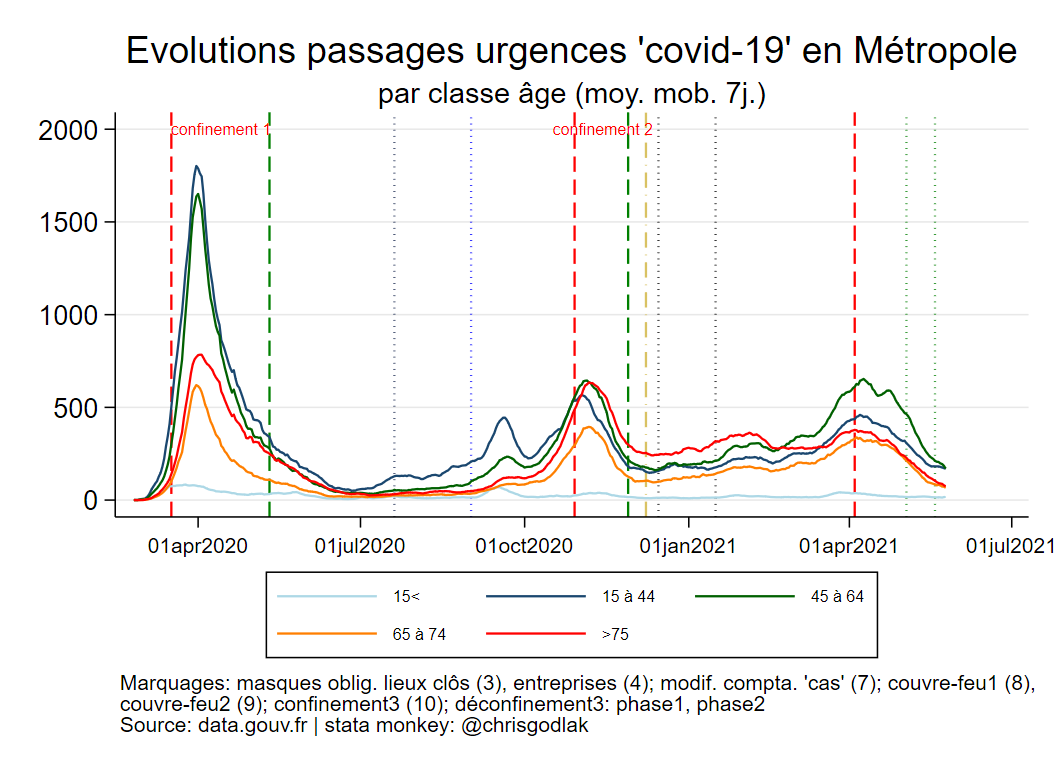 Evolutions passages urgences 'covid-19' en Métropole
par classe âge (moy. mob. 7j.)
2000
confinement 1
confinement 2
1500
1000
500
0
01apr2020
01jul2020
01oct2020
01jan2021
01apr2021
01jul2021
15<
15 à 44
45 à 64
65 à 74
>75
Marquages: masques oblig. lieux clôs (3), entreprises (4); modif. compta. 'cas' (7); couvre-feu1 (8),
couvre-feu2 (9); confinement3 (10); déconfinement3: phase1, phase2
Source: data.gouv.fr | stata monkey: @chrisgodlak